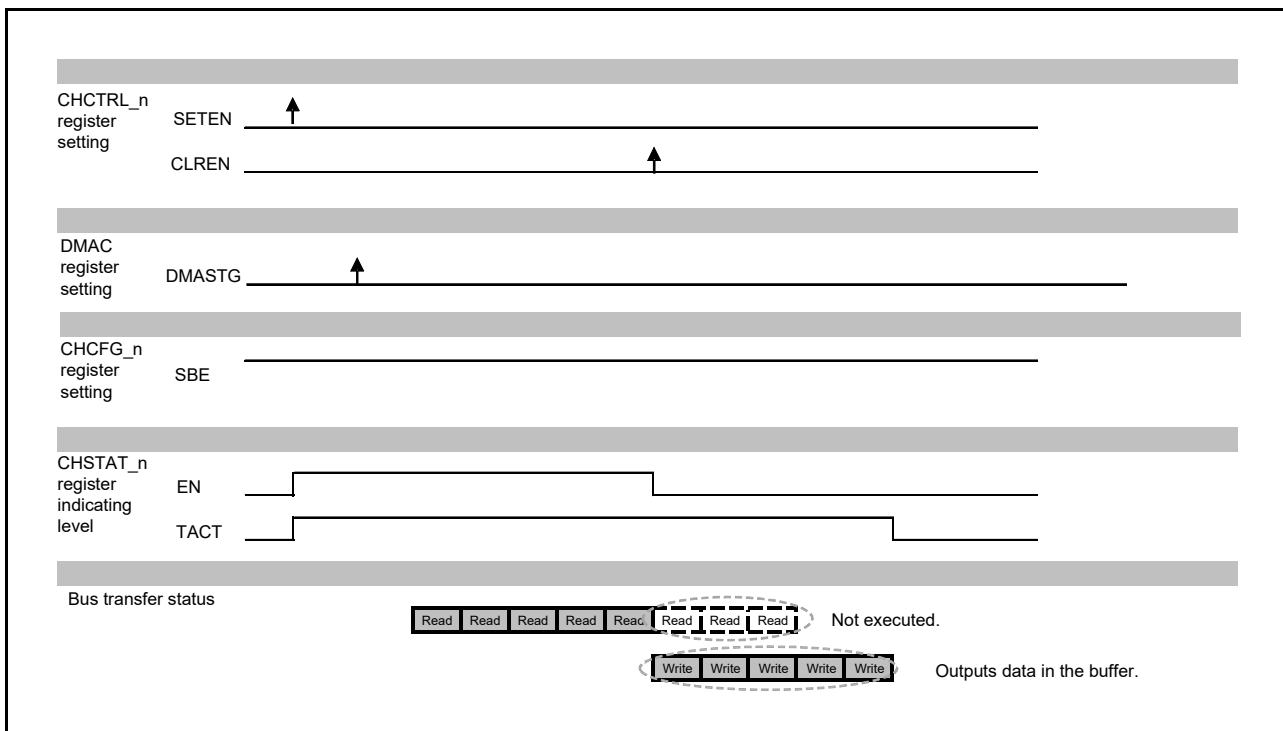 CHCTRL_n
register
setting
SETEN
CLREN
DMAC
register
setting
DMASTG
CHCFG_n
register
setting
SBE
CHSTAT_n
register
indicating
level
EN
TACT
Bus transfer status
Read Read Read Read Read Read Read Read Not executed.
Write Write Write Write Write Outputs data in the buffer.